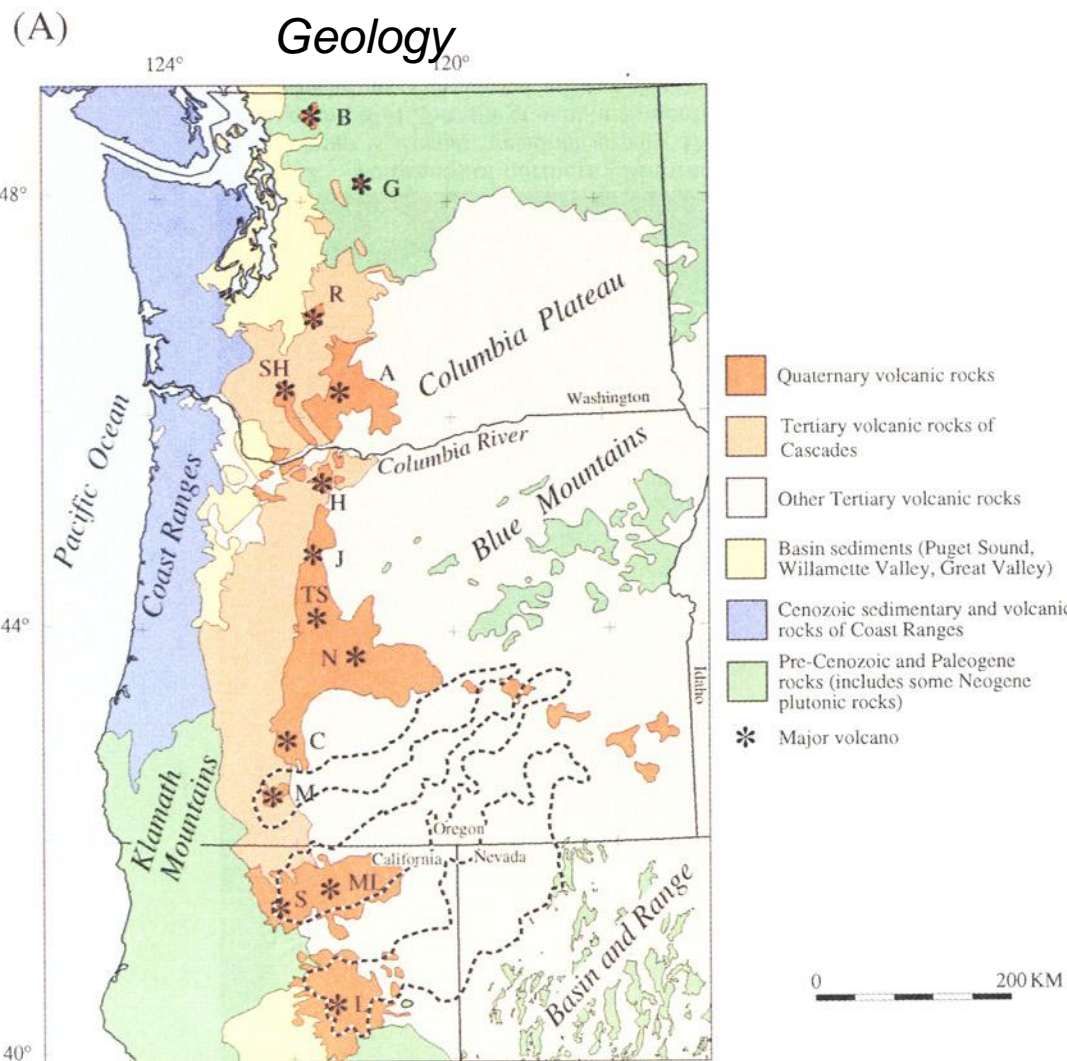 (A)
Geology
124°
120°
48°
44°
40°
B
G
R
SH
A
H
J
TS
N
C
M
S
ML
L
Pacific Ocean
Coast Ranges
Klamath
Mountains
Columbia Plateau
Washington
Columbia River
Blue Mountains
Idaho
Oregon
California
Nevada
Basin and Range
Quaternary volcanic rocks
Tertiary volcanic rocks of
Cascades
Other Tertiary volcanic rocks
Basin sediments (Puget Sound,
Willamette Valley, Great Valley)
Cenozoic sedimentary and volcanic
rocks of Coast Ranges
Pre-Cenozoic and Paleogene
rocks (includes some Neogene
plutonic rocks)
Major volcano
0
200 KM